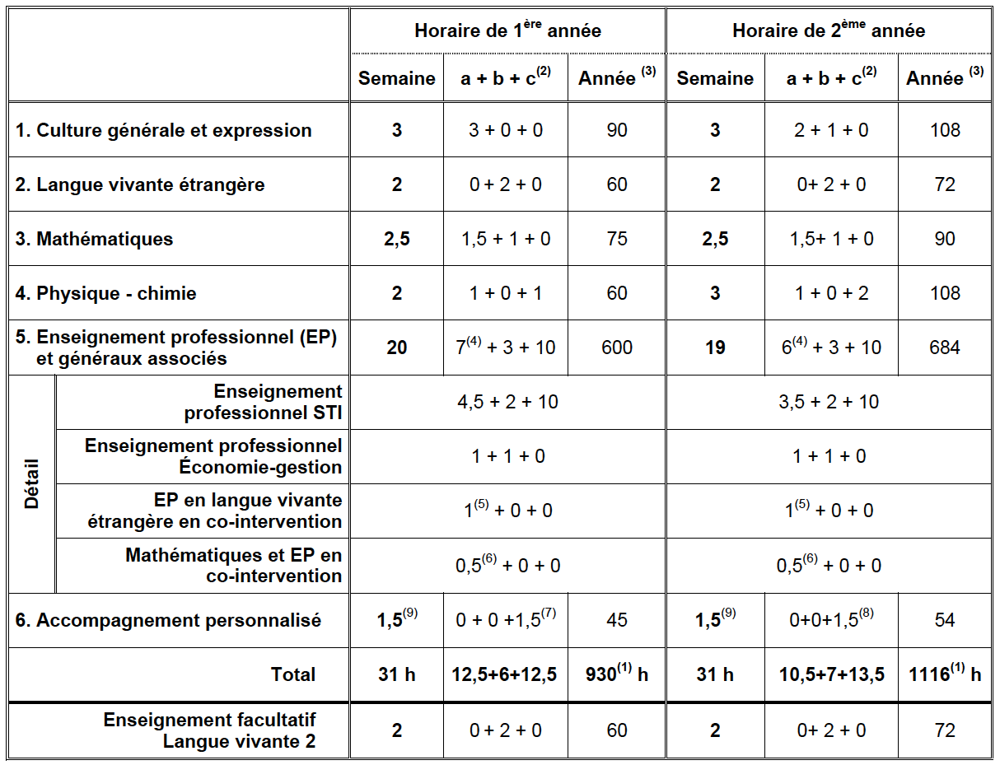 Horaire de 1ère année Horaire de 2ème année
Semaine a + b + c(2) Année (3) Semaine a + b + c(2) Année (3)
1. Culture générale et expression 3 3 + 0 + 0 90 3 2 + 1 + 0 108
2. Langue vivante étrangère 2 0 + 2 + 0 60 2 0+ 2 + 0 72
3. Mathématiques 2,5 1,5 + 1 + 0 75 2,5 1,5+ 1 + 0 90
4. Physique - chimie 2 1 + 0 + 1 60 3 1 + 0 + 2 108
5. Enseignement professionnel (EP)
et généraux associés 20 7(4) + 3 + 10 600 19 6(4) + 3 + 10 684
Détail
Enseignement
professionnel STI 4,5 + 2 + 10 3,5 + 2 + 10
Enseignement professionnel
Économie-gestion 1 + 1 + 0 1 + 1 + 0
EP en langue vivante
étrangère en co-intervention 1(5) + 0 + 0 1(5) + 0 + 0
Mathématiques et EP en
co-intervention 0,5(6) + 0 + 0 0,5(6) + 0 + 0
6. Accompagnement personnalisé 1,5(9) 0 + 0 +1,5(7) 45 1,5(9) 0+0+1,5(8) 54
Total 31 h 12,5+6+12,5 930(1) h 31 h 10,5+7+13,5 1116(1) h
Enseignement facultatif
Langue vivante 2 2 0 + 2 + 0 60 2 0+ 2 + 0 72